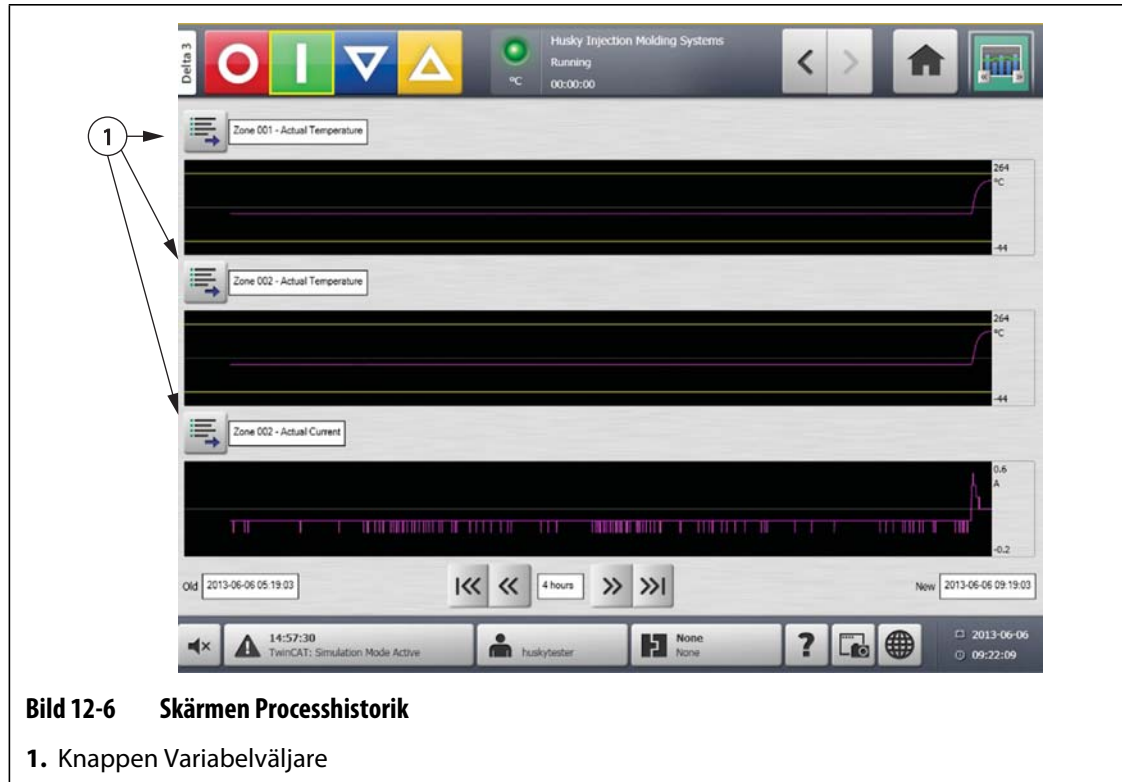 Delta 3
Husky Injection Molding Systems
Running
00:00:00
°C
1
Zone 001 - Actual Temperature
264
°C
-44
Zone 002 - Actual Temperature
264
°C
-44
Zone 002 - Actual Current
0.6
A
-0.2
Old 2013-06-06 05:19:03
4 hours
New 2013-06-06 09:19:03
14:57:30
TwinCAT: Simulation Mode Active
huskytester
None
None
?
2013-06-06
09:22:09
Bild 12-6 Skärmen Processhistorik
1. Knappen Variabelväljare